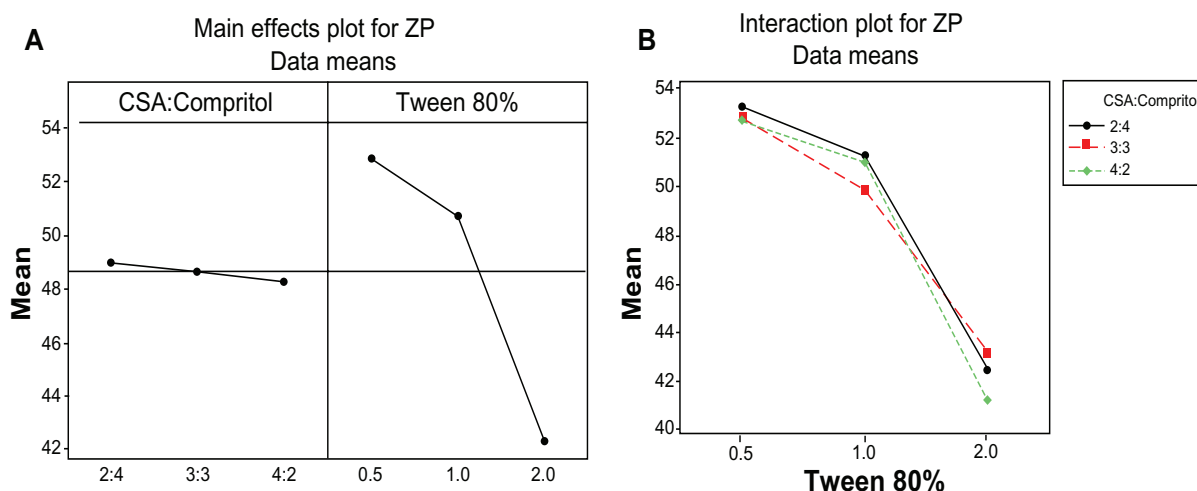 A
Main effects plot for ZP
Data means
CSA:Compritol
Tween 80%
Mean
54
52
50
48
46
44
42
2:4
3:3
4:2
0.5
1.0
2.0
B
Interaction plot for ZP
Data means
Mean
54
52
50
48
46
44
42
40
0.5
1.0
2.0
Tween 80%
CSA:Comprito
2:4
3:3
4:2